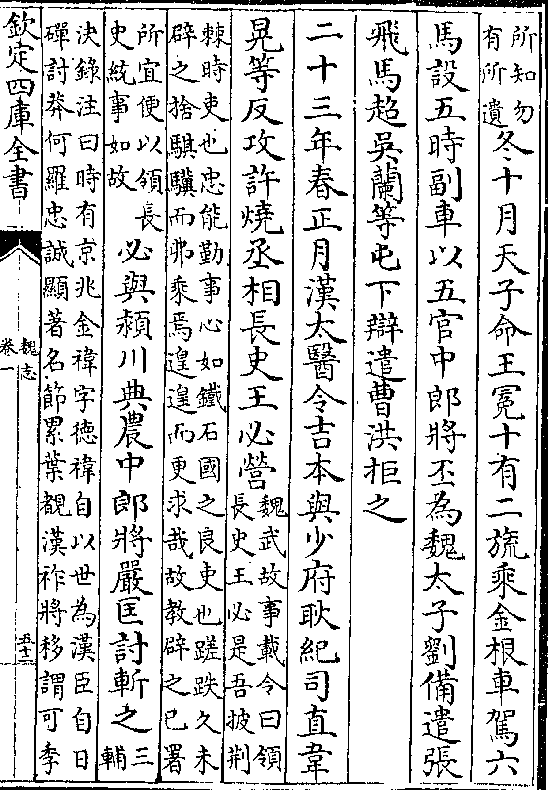 所知勿
有所遺
冬十月天子命王冕十有二旒乘金根車駕六
馬設五時副車以五官中郎將丕為魏太子劉備遣張
飛馬超吳蘭等屯下辯遣曹洪拒之
二十三年春正月漢太醫令吉本與少府耿紀司直韋
晃等反攻許燒丞相長史王必營
魏武故事載令曰領
長史王必是吾披荆
棘時吏也忠能勤事心如鐵石國之良吏也蹉跌久未
辟之捨騏驥而弗乘焉遑遑而更求哉故教辟之已署
所宜便以領長
史統事如故
必與潁川典農中郎將嚴匡討斬之
三
輔
決錄注曰時有京兆金禕字德禕自以世為漢臣自日
磾討莽何羅忠誠顯著名節累葉覩漢祚將移謂可季
欽定四庫全書
魏志
卷一
五十二